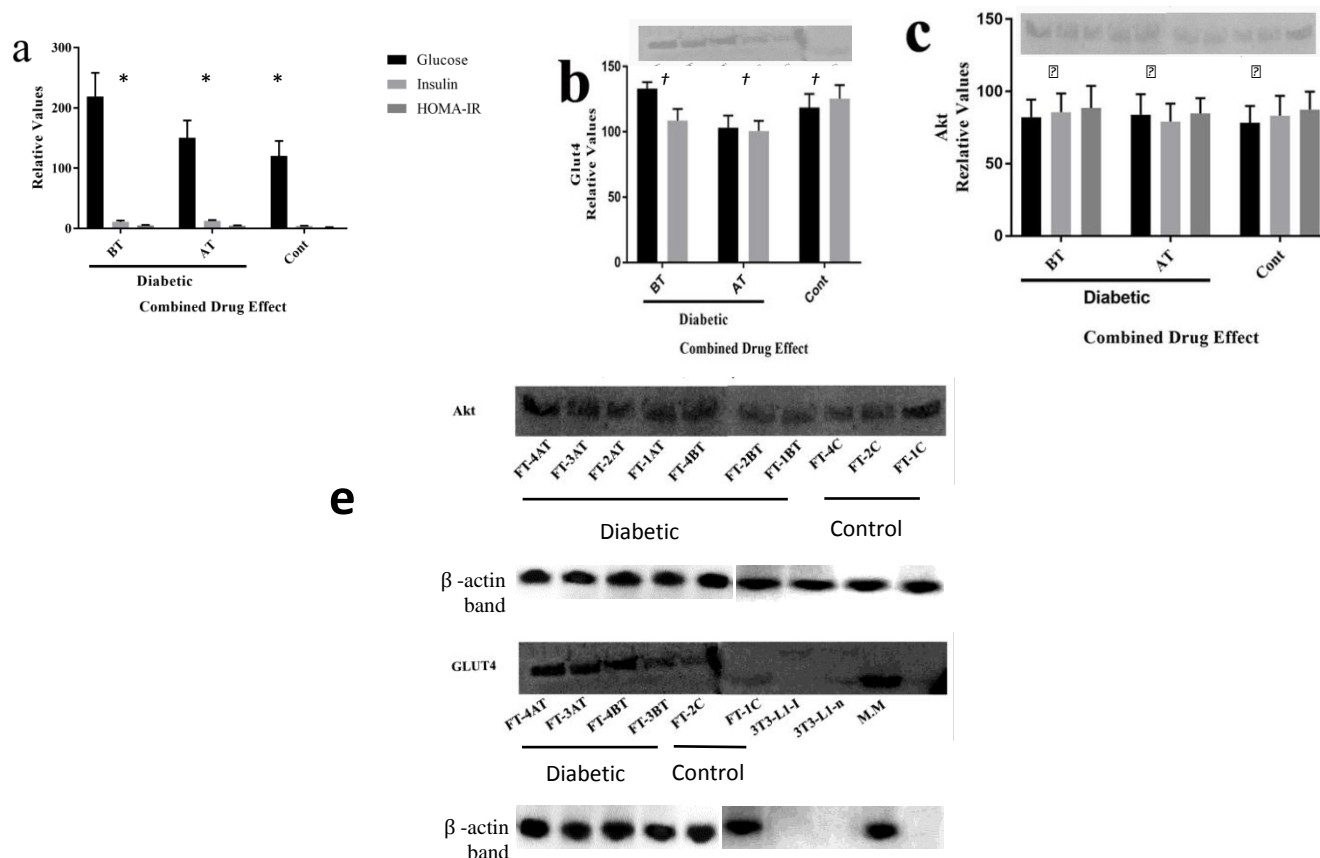 a
300
200
100
0
Relative Values
*
*
*
BT
AT
Cont
Diabetic
Combined Drug Effect
Glucose
Insulin
HOMA-IR
b
150
100
50
0
Glut4
Relative Values
†
†
†
BT
AT
Cont
Diabetic
Combined Drug Effect
c
150
100
50
0
Akt
Rezlative Values
?
?
?
BT
AT
Cont
Diabetic
Combined Drug Effect
e
Akt
FT-4AT
FT-3AT
FT-2AT
FT-1AT
FT-4BT
FT-2BT
FT-1BT
FT-4C
FT-2C
FT-1C
Diabetic
Control
β -actin
band
GLUT4
FT-4AT
FT-3AT
FT-4BT
FT-3BT
FT-2C
FT-1C
3T3-L1-I
3T3-L1-n
M.M
Diabetic
Control
β -actin
band